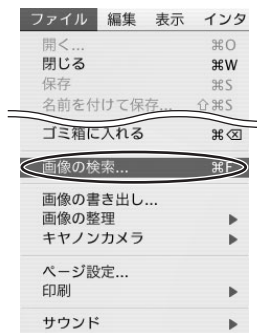 ファイル 編集 表示 インタ
開く... ⌘O
閉じる ⌘W
保存 ⌘S
名前を付けて保存... ⇧⌘S
ゴミ箱に入れる ⌘⌫
画像の検索... ⌘F
画像の書き出し...
画像の整理 ▶
キヤノンカメラ ▶
ページ設定...
印刷 ▶
サウンド ▶